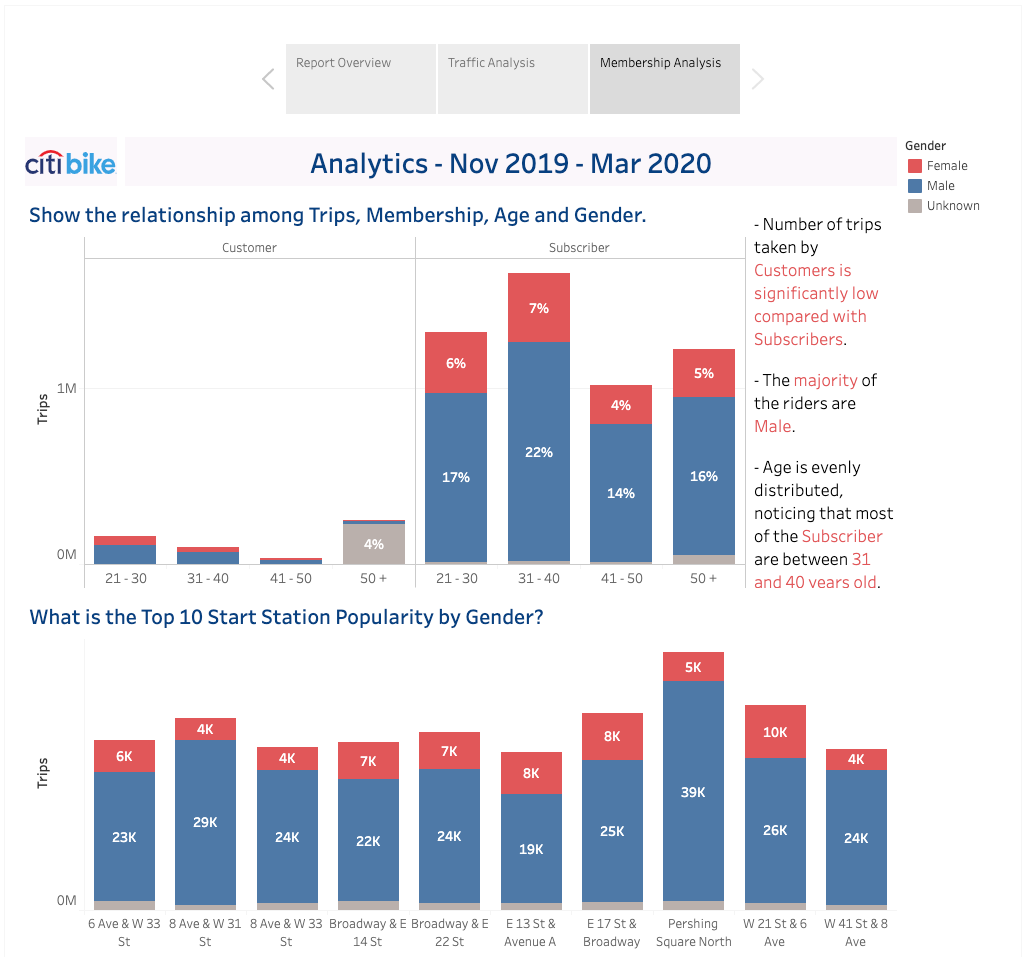 Report Overview
Traffic Analysis
Membership Analysis
citi bike
Analytics - Nov 2019 - Mar 2020
Gender
Female
Male
Unknown
Show the relationship among Trips, Membership, Age and Gender.
Customer
Subscriber
Trips
1M
0M
6%
17%
7%
22%
4%
14%
5%
16%
4%
21 - 30
31 - 40
41 - 50
50 +
21 - 30
31 - 40
41 - 50
50 +
- Number of trips
taken by
Customers is
significantly low
compared with
Subscribers.
- The majority of
the riders are
Male.
- Age is evenly
distributed,
noticing that most
of the Subscriber
are between 31
and 40 years old.
What is the Top 10 Start Station Popularity by Gender?
Trips
0M
6K
23K
4K
29K
4K
24K
7K
22K
7K
24K
8K
19K
8K
25K
5K
39K
10K
26K
4K
24K
6 Ave & W 33
St
8 Ave & W 31
St
8 Ave & W 33
St
Broadway & E
14 St
Broadway & E
22 St
E 13 St &
Avenue A
E 17 St &
Broadway
Pershing
Square North
W 21 St & 6
Ave
W 41 St & 8
Ave